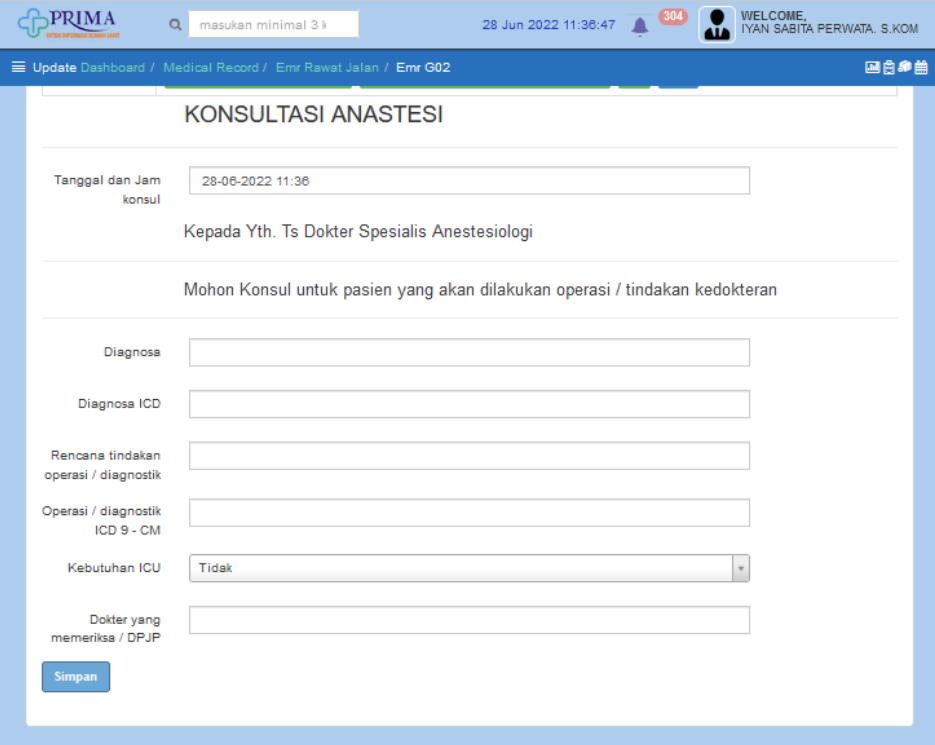 PRIMA
SISTEM INFORMASI RUMAH SAKIT
masukan minimal 3 k
28 Jun 2022 11:36:47
304
WELCOME,
IYAN SABITA PERWATA. S.KOM
Update Dashboard / Medical Record / Emr Rawat Jalan / Emr G02
KONSULTASI ANASTESI
Tanggal dan Jam
konsul
28-06-2022 11:36
Kepada Yth. Ts Dokter Spesialis Anestesiologi
Mohon Konsul untuk pasien yang akan dilakukan operasi / tindakan kedokteran
Diagnosa
Diagnosa ICD
Rencana tindakan
operasi / diagnostik
Operasi / diagnostik
ICD 9 - CM
Kebutuhan ICU
Tidak
Dokter yang
memeriksa / DPJP
Simpan